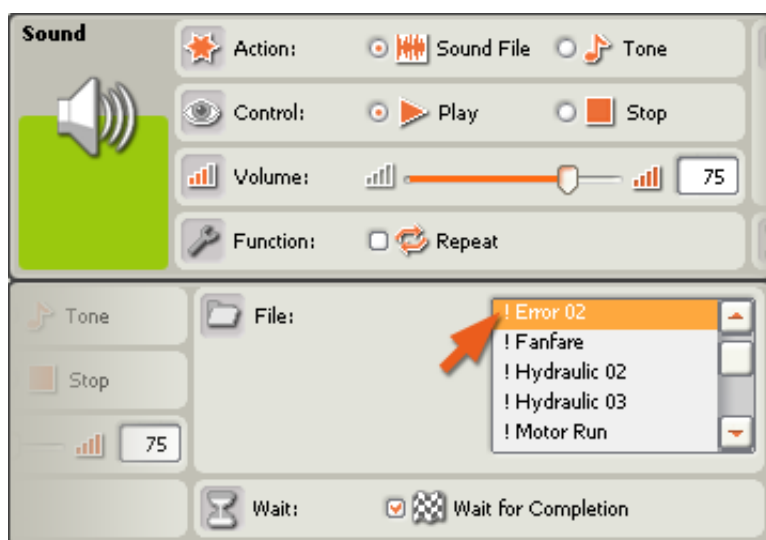 Sound
Action: Sound File Tone
Control: Play Stop
Volume: 75
Function: Repeat
Tone
Stop
75
File:
! Error 02
! Fanfare
! Hydraulic 02
! Hydraulic 03
! Motor Run
Wait: Wait for Completion